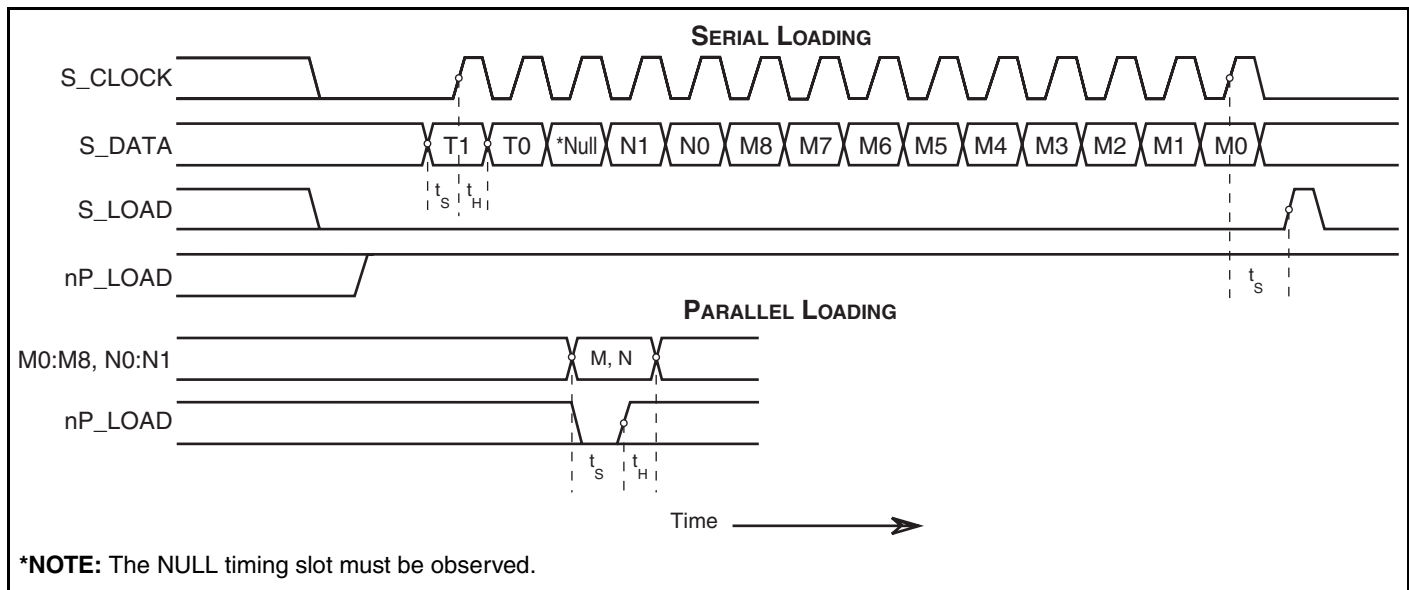 SERIAL LOADING
S_CLOCK
S_DATA T1 T0 *Null N1 N0 M8 M7 M6 M5 M4 M3 M2 M1 M0
tS tH
S_LOAD
nP_LOAD
tS
PARALLEL LOADING
M0:M8, N0:N1 M, N
nP_LOAD
tS tH
Time
*NOTE: The NULL timing slot must be observed.